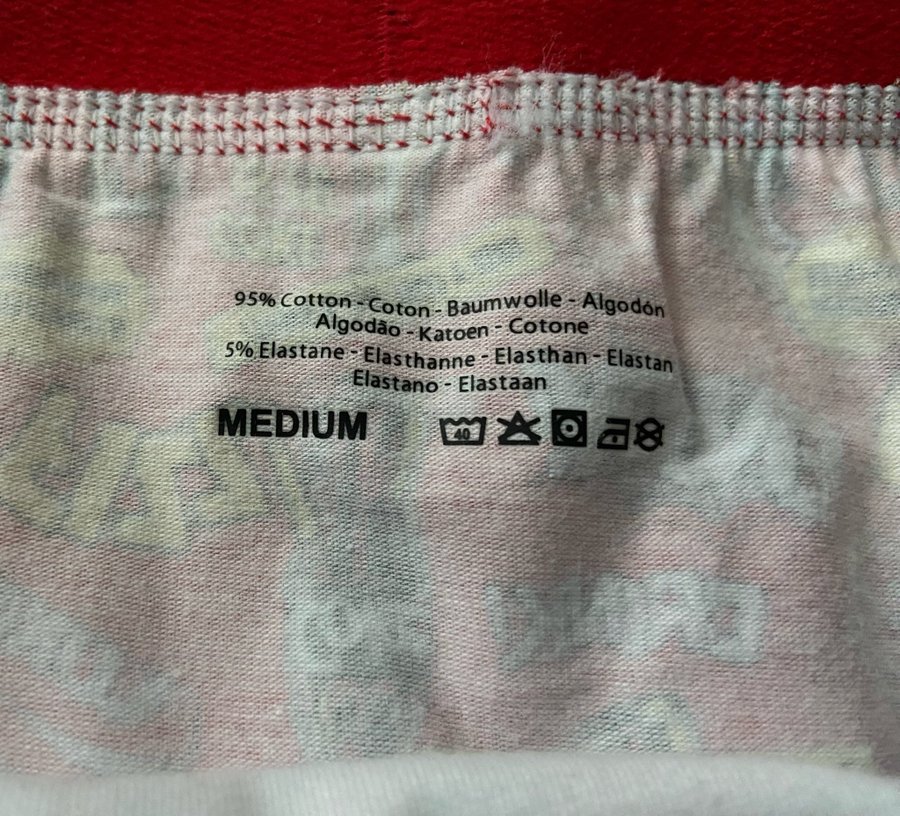 95% Cotton - Coton - Baumwolle - Algodón
Algodão - Katoen - Cotone
5% Elastane - Elasthanne - Elasthan - Elastan
Elastano - Elastaan
MEDIUM 40